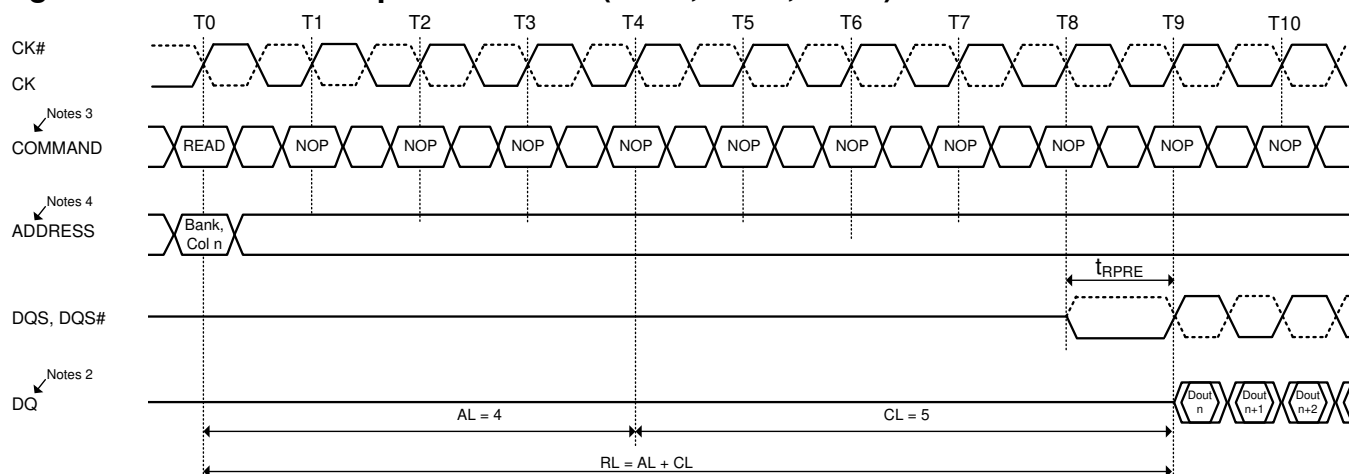 T0 T1 T2 T3 T4 T5 T6 T7 T8 T9 T10
CK#
CK
Notes 3
COMMAND
READ NOP NOP NOP NOP NOP NOP NOP NOP NOP NOP
Notes 4
ADDRESS
Bank,
Col n
tRPRE
DQS, DQS#
Notes 2
DQ
Dout
n
Dout
n+1
Dout
n+2
AL = 4
CL = 5
RL = AL + CL